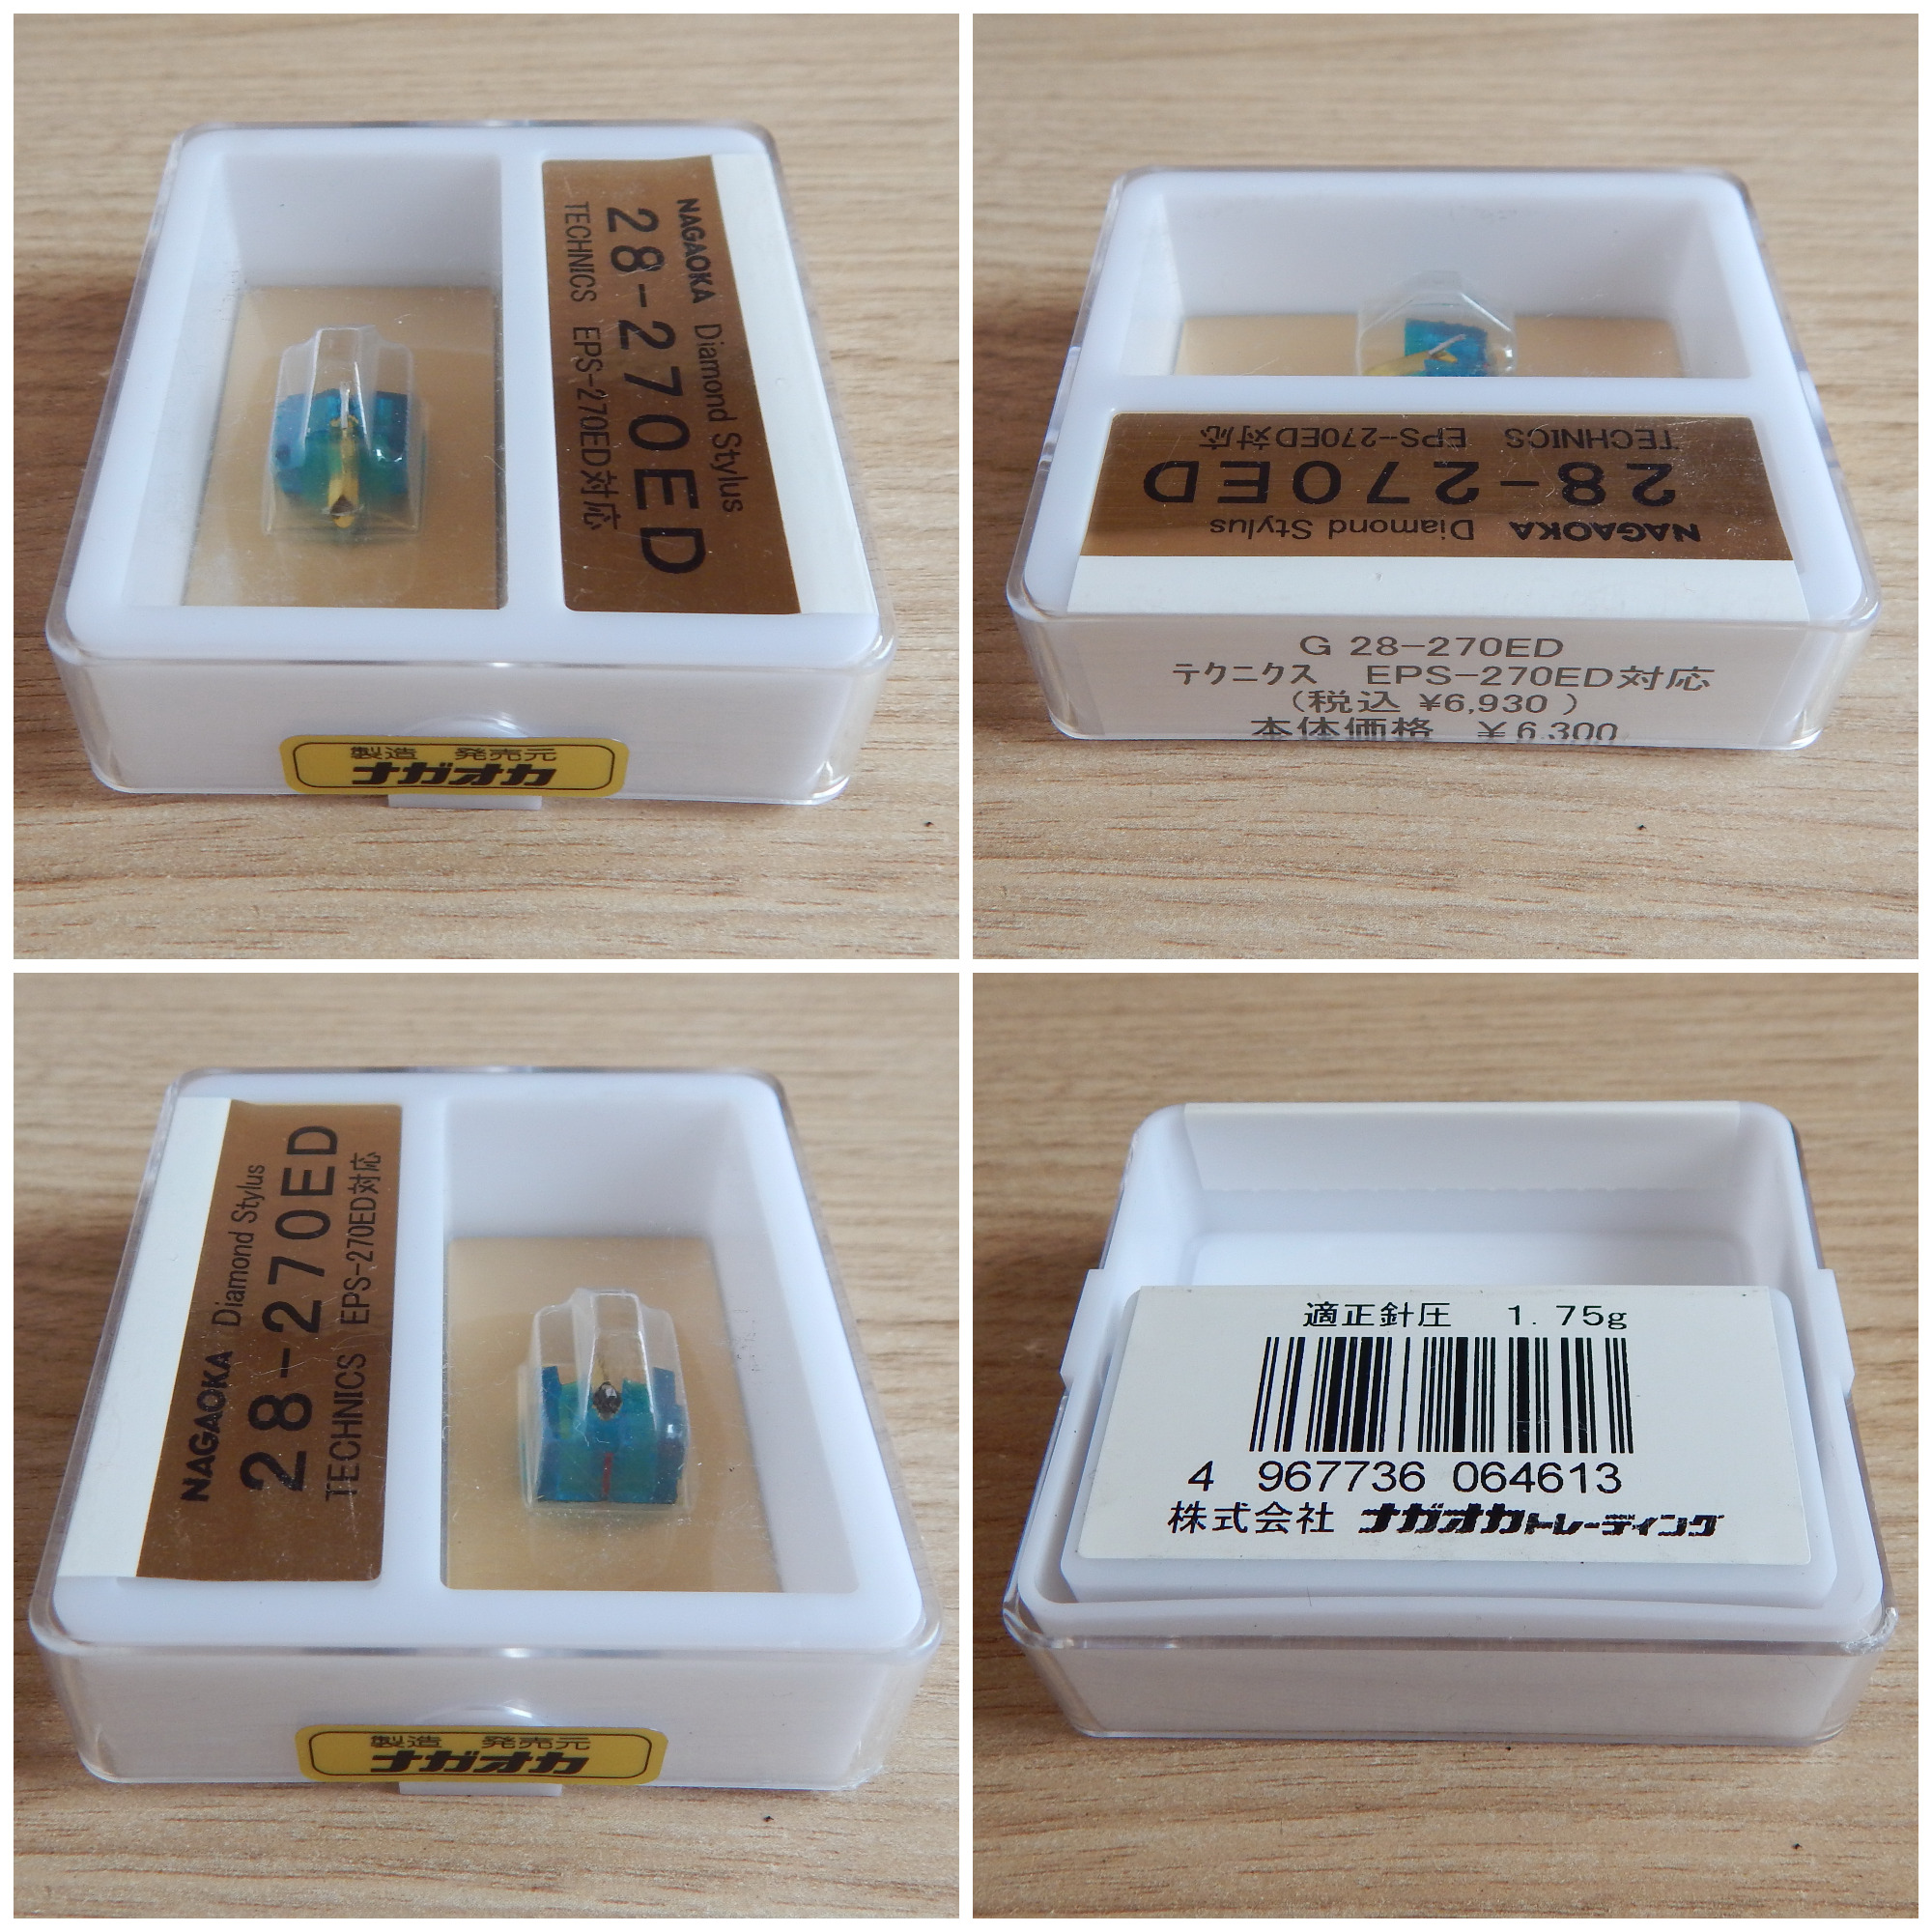 NAGAOKA Diamond Stylus
28-270ED
TECHNICS EPS-270ED対応
製造 発売元
ナガオカ
TECHNICS EPS-270ED対応
28-270ED
NAGAOKA Diamond Stylus
G 28-270ED
テクニクス EPS-270ED対応
(税込 ¥6,930 )
本体価格 ¥6,300
NAGAOKA Diamond Stylus
28-270ED
TECHNICS EPS-270ED対応
製造 発売元
ナガオカ
適正針圧 1.75g
4 967736 064613
株式会社 ナガオカトレーディング